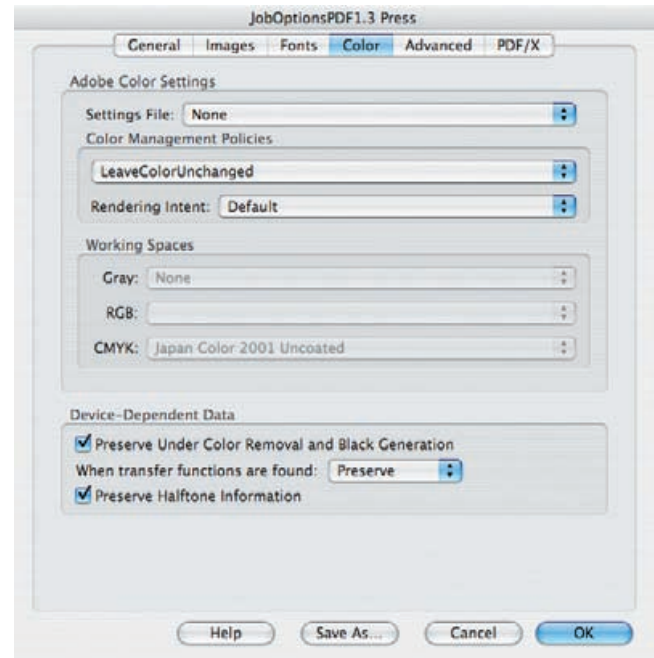 JobOptionsPDF1.3 Press
General Images Fonts Color Advanced PDF/X
Adobe Color Settings
Settings File: None
Color Management Policies
LeaveColorUnchanged
Rendering Intent: Default
Working Spaces
Gray: None
RGB:
CMYK: Japan Color 2001 Uncoated
Device-Dependent Data
Preserve Under Color Removal and Black Generation
When transfer functions are found: Preserve
Preserve Halftone Information
Help Save As... Cancel OK